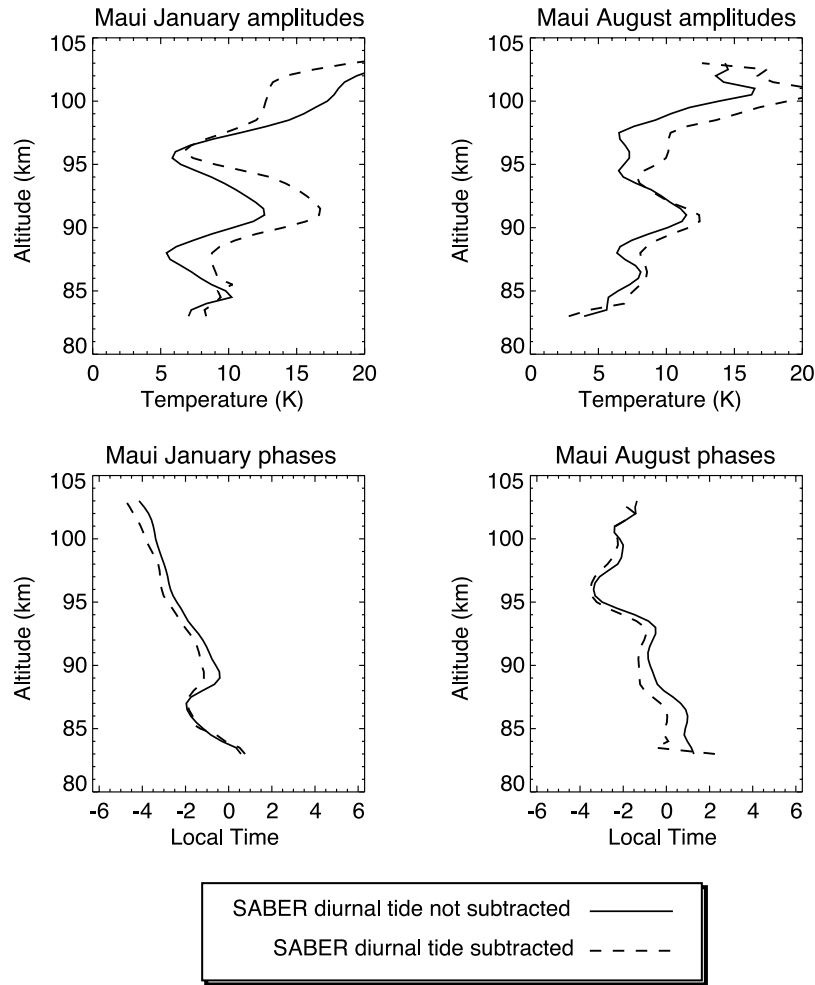 Maui January amplitudes
105
100
95
90
85
80
Altitude (km)
0 5 10 15 20
Temperature (K)
Maui August amplitudes
105
100
95
90
85
80
Altitude (km)
0 5 10 15 20
Temperature (K)
Maui January phases
105
100
95
90
85
80
Altitude (km)
-6 -4 -2 0 2 4 6
Local Time
Maui August phases
105
100
95
90
85
80
Altitude (km)
-6 -4 -2 0 2 4 6
Local Time
SABER diurnal tide not subtracted
SABER diurnal tide subtracted